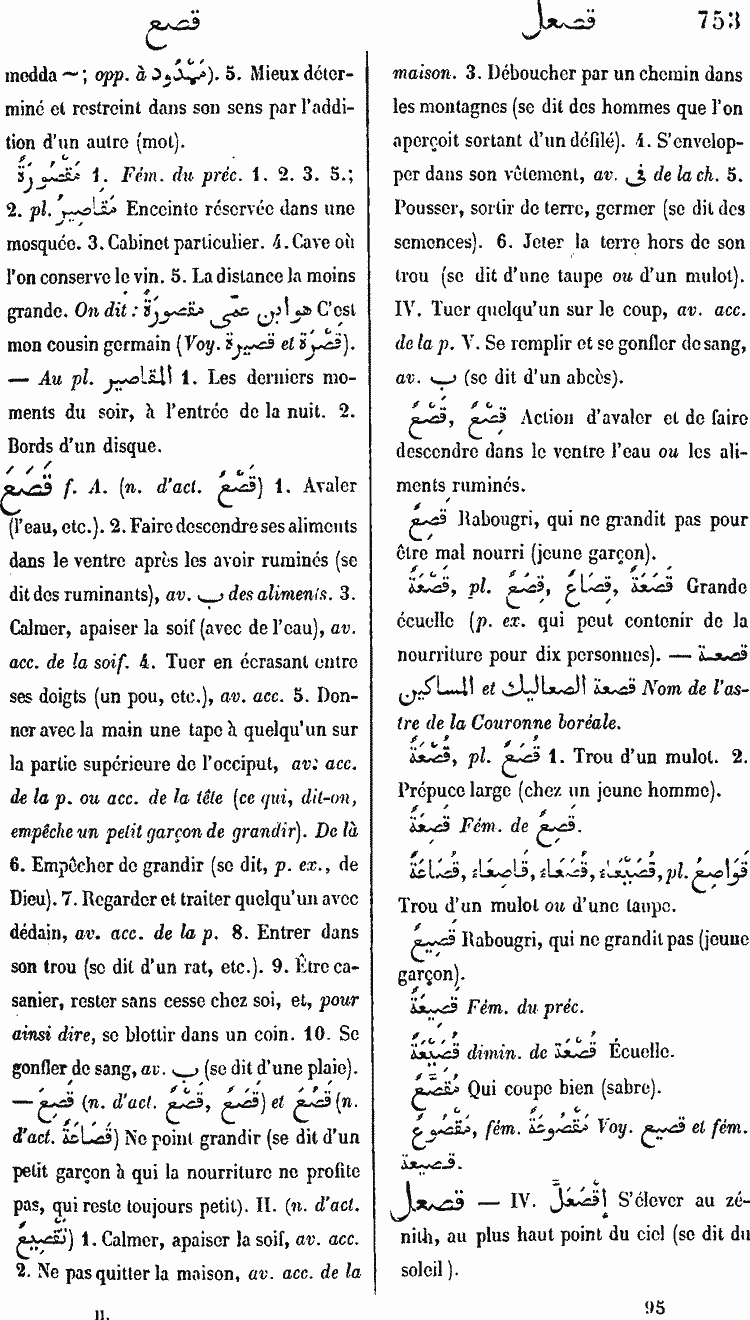 قصع
قصعل
753
medda ~; opp. à مَمْدُود). 5. Mieux déter-
miné et restreint dans son sens par l'addi-
tion d'un autre (mot).
مَقْصُورَةٌ 1. Fém. du préc. 1. 2. 3. 5.;
2. pl. مَقَاصِيرُ Enceinte réservée dans une
mosquée. 3. Cabinet particulier. 4. Cave où
l'on conserve le vin. 5. La distance la moins
grande. On dit : هو ابن عمّى مقصورَةً C'est
mon cousin germain (Voy. قصيرة et قُصْرَة).
— Au pl. المقاصير 1. Les derniers mo-
ments du soir, à l'entrée de la nuit. 2.
Bords d'un disque.
قَصَعَ f. A. (n. d'act. قَصْعٌ) 1. Avaler
(l'eau, etc.). 2. Faire descendre ses aliments
dans le ventre après les avoir ruminés (se
dit des ruminants), av. ب des aliments. 3.
Calmer, apaiser la soif (avec de l'eau), av.
acc. de la soif. 4. Tuer en écrasant entre
ses doigts (un pou, etc.), av. acc. 5. Don-
ner avec la main une tape à quelqu'un sur
la partie supérieure de l'occiput, av. acc.
de la p. ou acc. de la tête (ce qui, dit-on,
empêche un petit garçon de grandir). De là
6. Empêcher de grandir (se dit, p. ex., de
Dieu). 7. Regarder et traiter quelqu'un avec
dédain, av. acc. de la p. 8. Entrer dans
son trou (se dit d'un rat, etc.). 9. Être ca-
sanier, rester sans cesse chez soi, et, pour
ainsi dire, se blottir dans un coin. 10. Se
gonfler de sang, av. ب (se dit d'une plaie).
— قَصِعَ (n. d'act. قَصْعٌ, قَصَعٌ) et قَصُعَ (n.
d'act. قَصَاعَةٌ) Ne point grandir (se dit d'un
petit garçon à qui la nourriture ne profite
pas, qui reste toujours petit). II. (n. d'act.
تَقْصِيعٌ) 1. Calmer, apaiser la soif, av. acc.
2. Ne pas quitter la maison, av. acc. de la
maison. 3. Déboucher par un chemin dans
les montagnes (se dit des hommes que l'on
aperçoit sortant d'un défilé). 4. S'envelop-
per dans son vêtement, av. فى de la ch. 5.
Pousser, sortir de terre, germer (se dit des
semences). 6. Jeter la terre hors de son
trou (se dit d'une taupe ou d'un mulot).
IV. Tuer quelqu'un sur le coup, av. acc.
de la p. V. Se remplir et se gonfler de sang,
av. ب (se dit d'un abcès).
قَصْعٌ, قَصَعٌ Action d'avaler et de faire
descendre dans le ventre l'eau ou les ali-
ments ruminés.
قَصِعٌ Rabougri, qui ne grandit pas pour
être mal nourri (jeune garçon).
قَصْعَةٌ, pl. قَصَعَةٌ, قِصَاعٌ, قِصَعٌ Grande
écuelle (p. ex. qui peut contenir de la
nourriture pour dix personnes). — قصعة
المساكين et قصعة الصعاليك Nom de l'as-
tre de la Couronne boréale.
قُصْعَةٌ, pl. قُصَعٌ 1. Trou d'un mulot. 2.
Prépuce large (chez un jeune homme).
قَصِعَةٌ Fém. de قَصِعٌ.
قُصَاعَةٌ, قَاصِعَاءُ, قُصَعَاءُ, قُصَيْعَاءُ, pl. قَوَاصِعُ
Trou d'un mulot ou d'une taupe.
قَصِيعٌ Rabougri, qui ne grandit pas (jeune
garçon).
قَصِيعَةٌ Fém. du préc.
قُصَيْعَةٌ dimin. de قَصْعَة Écuelle.
مُقَصَّعٌ Qui coupe bien (sabre).
مَقْصُوعٌ, fém. مَقْصُوعَةٌ Voy. قصيع et fém.
قصيعة.
قصعل — IV. إِقْصَعَلَّ S'élever au zé-
nith, au plus haut point du ciel (se dit du
soleil).
II.
95